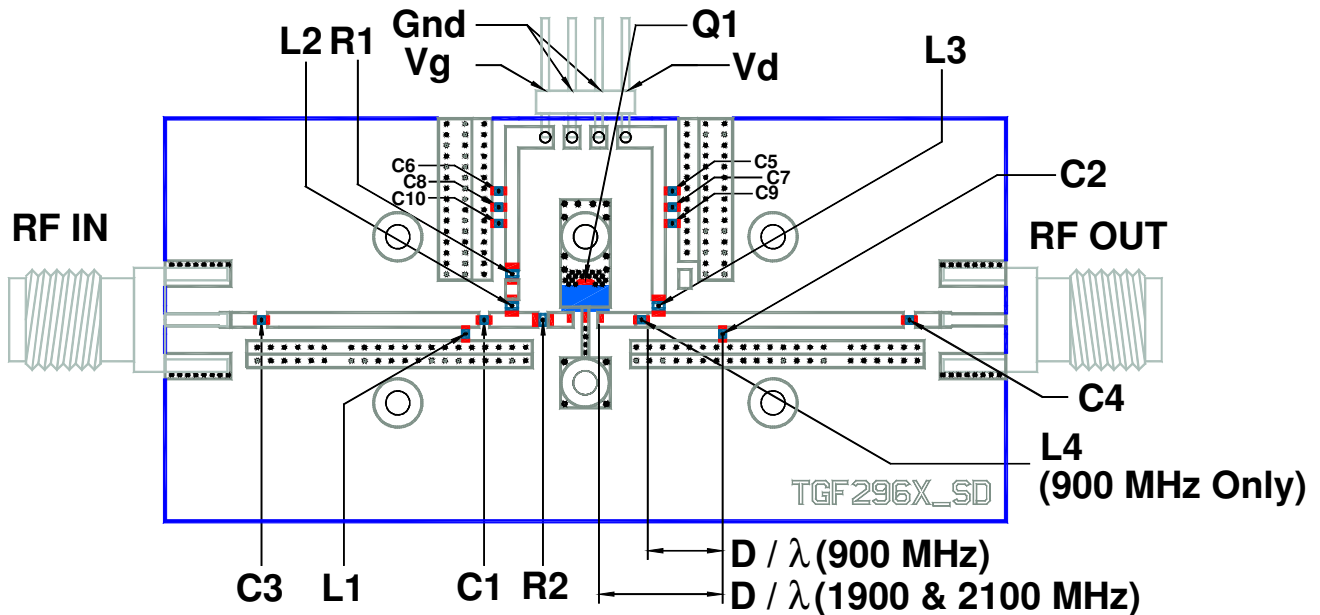 Gnd
Q1
L2 R1
Vg
Vd
L3
C6
C5
C8
C7
C10
C9
C2
RF IN
RF OUT
C4
L4
(900 MHz Only)
TGF296X_SD
D / λ (900 MHz)
C3
L1
C1
R2
D / λ (1900 & 2100 MHz)